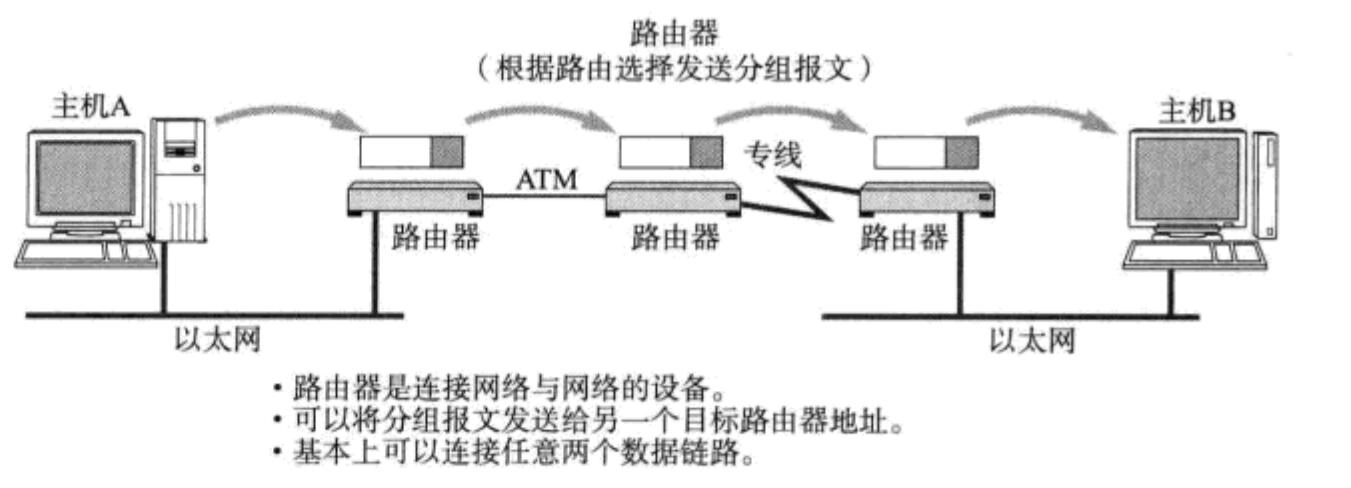 路由器
（根据路由选择发送分组报文）
主机A
主机B
专线
ATM
路由器
路由器
路由器
以太网
以太网
・路由器是连接网络与网络的设备。
・可以将分组报文发送给另一个目标路由器地址。
・基本上可以连接任意两个数据链路。